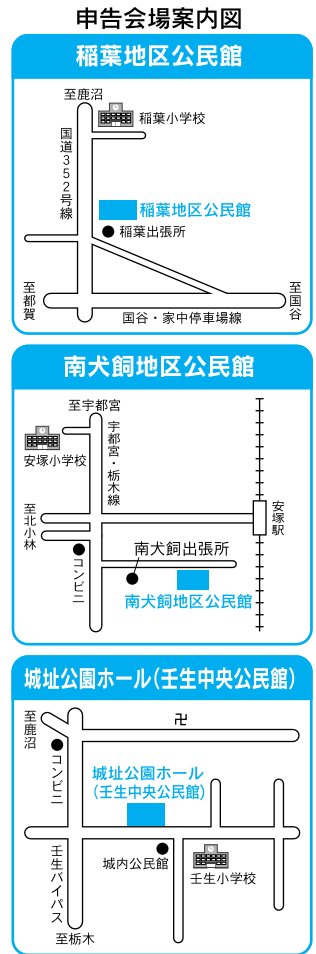 申告会場案内図
稲葉地区公民館
至鹿沼
稲葉小学校
国道352号線
稲葉地区公民館
稲葉出張所
至都賀
至国谷
国谷・家中停車場線
南犬飼地区公民館
至宇都宮
宇都宮・栃木線
安塚小学校
至北小林
安塚駅
南犬飼出張所
コンビニ
南犬飼地区公民館
城址公園ホール(壬生中央公民館)
至鹿沼
卍
コンビニ
城址公園ホール
(壬生中央公民館)
壬生バイパス
城内公民館
壬生小学校
至栃木